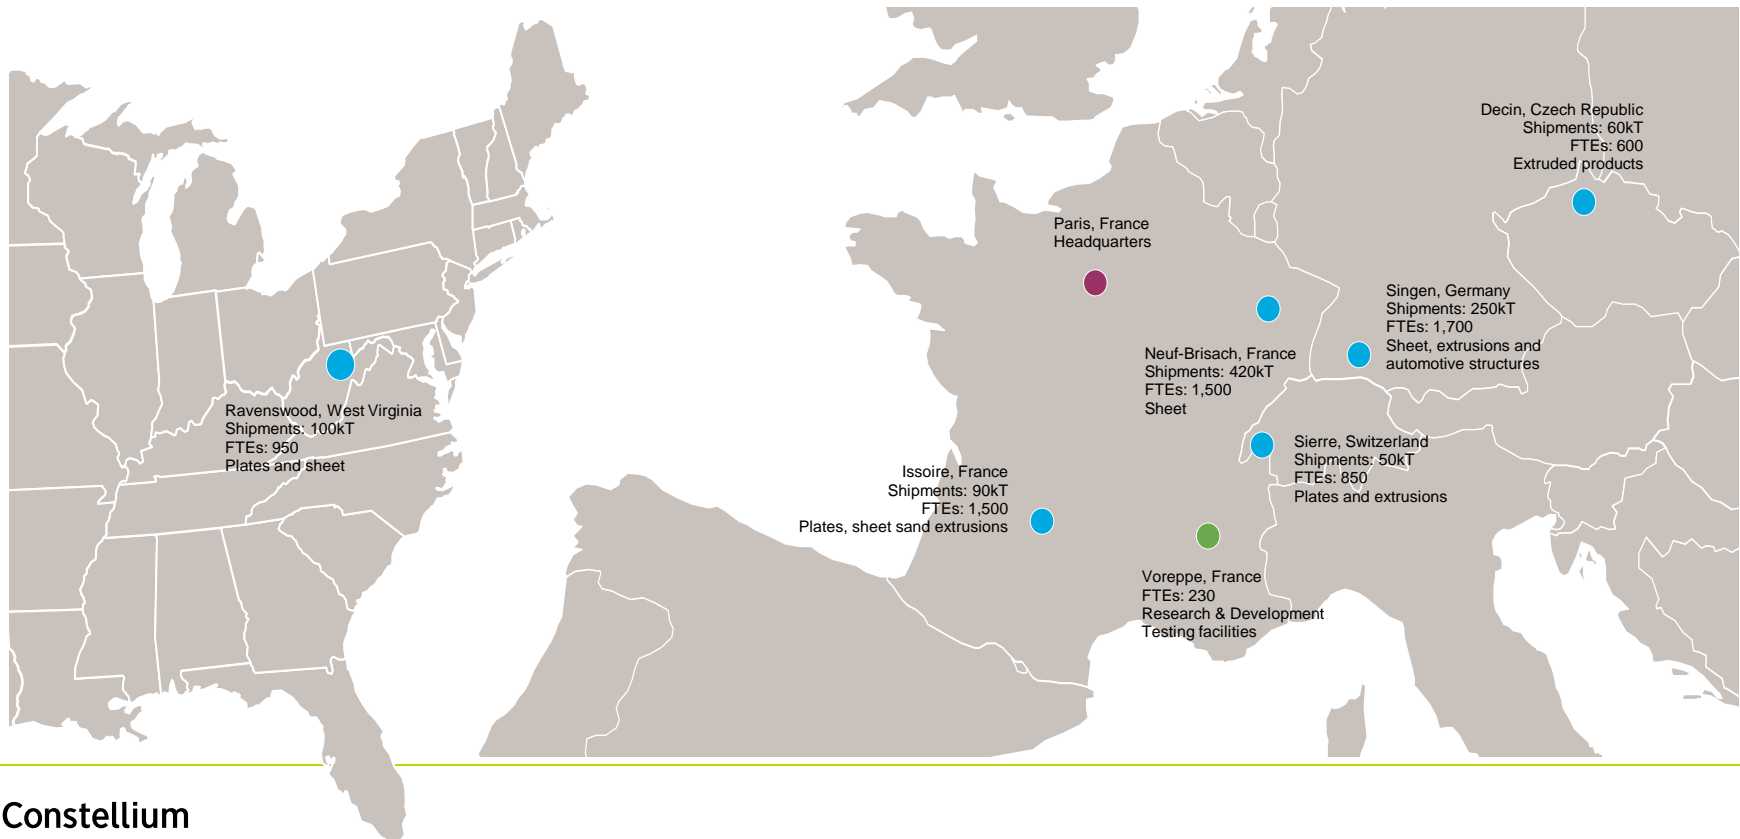 Decin, Czech Republic
Shipments: 60kT
FTEs: 600
Extruded products
Paris, France
Headquarters
Singen, Germany
Shipments: 250kT
FTEs: 1,700
Sheet, extrusions and
automotive structures
Neuf-Brisach, France
Shipments: 420kT
FTEs: 1,500
Sheet
Ravenswood, West Virginia
Shipments: 100kT
FTEs: 950
Plates and sheet
Sierre, Switzerland
Shipments: 50kT
FTEs: 850
Plates and extrusions
Issoire, France
Shipments: 90kT
FTEs: 1,500
Plates, sheet sand extrusions
Voreppe, France
FTEs: 230
Research & Development
Testing facilities
Constellium